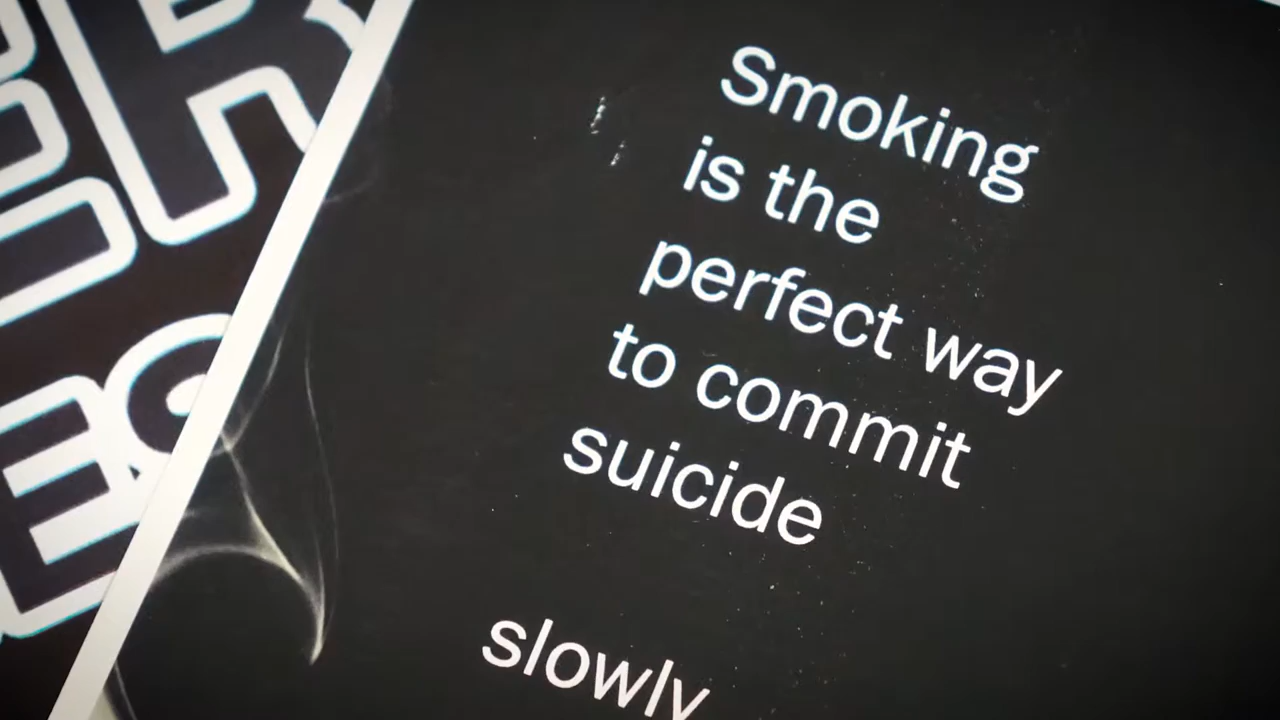 Smoking
is the
perfect way
to commit
suicide
slowly